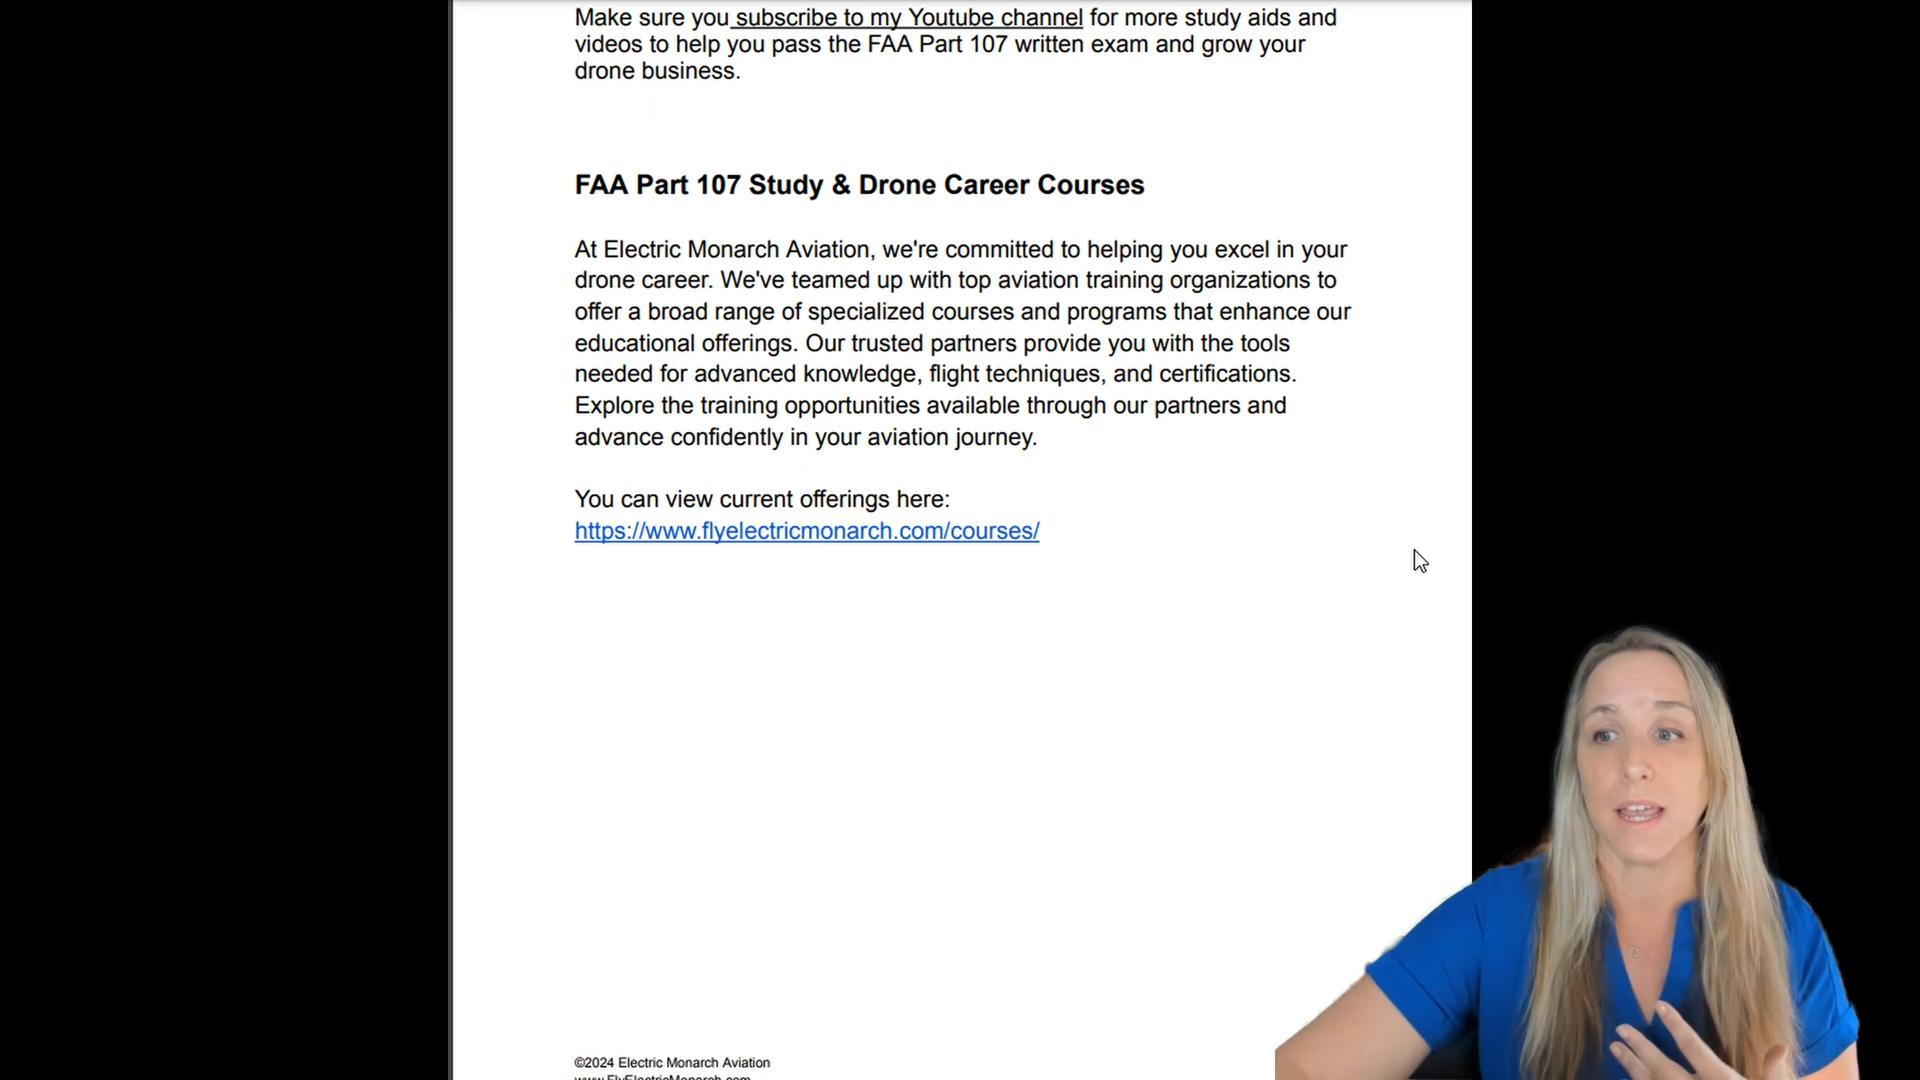 Make sure you subscribe to my Youtube channel for more study aids and
videos to help you pass the FAA Part 107 written exam and grow your
drone business.
FAA Part 107 Study & Drone Career Courses
At Electric Monarch Aviation, we're committed to helping you excel in your
drone career. We've teamed up with top aviation training organizations to
offer a broad range of specialized courses and programs that enhance our
educational offerings. Our trusted partners provide you with the tools
needed for advanced knowledge, flight techniques, and certifications.
Explore the training opportunities available through our partners and
advance confidently in your aviation journey.
You can view current offerings here:
https://www.flyelectricmonarch.com/courses/
©2024 Electric Monarch Aviation
www.FlyElectricMonarch.com